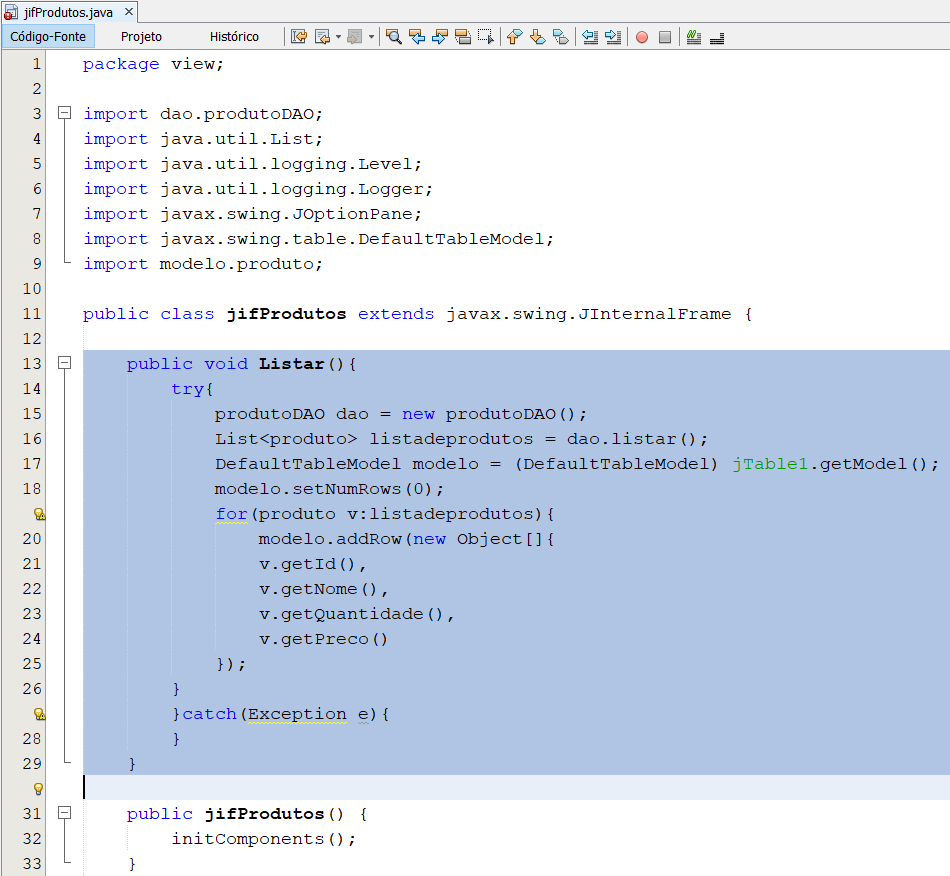 jifProdutos.java
Código-Fonte Projeto Histórico
1 package view;
2
3 import dao.produtoDAO;
4 import java.util.List;
5 import java.util.logging.Level;
6 import java.util.logging.Logger;
7 import javax.swing.JOptionPane;
8 import javax.swing.table.DefaultTableModel;
9 import modelo.produto;
10
11 public class jifProdutos extends javax.swing.JInternalFrame {
12
13     public void Listar(){
14         try{
15             produtoDAO dao = new produtoDAO();
16             List<produto> listadeprodutos = dao.listar();
17             DefaultTableModel modelo = (DefaultTableModel) jTable1.getModel();
18             modelo.setNumRows(0);
            for(produto v:listadeprodutos){
20                 modelo.addRow(new Object[]{
21                 v.getId(),
22                 v.getNome(),
23                 v.getQuantidade(),
24                 v.getPreco()
25             });
26         }
        }catch(Exception e){
28         }
29     }
31     public jifProdutos() {
32         initComponents();
33     }